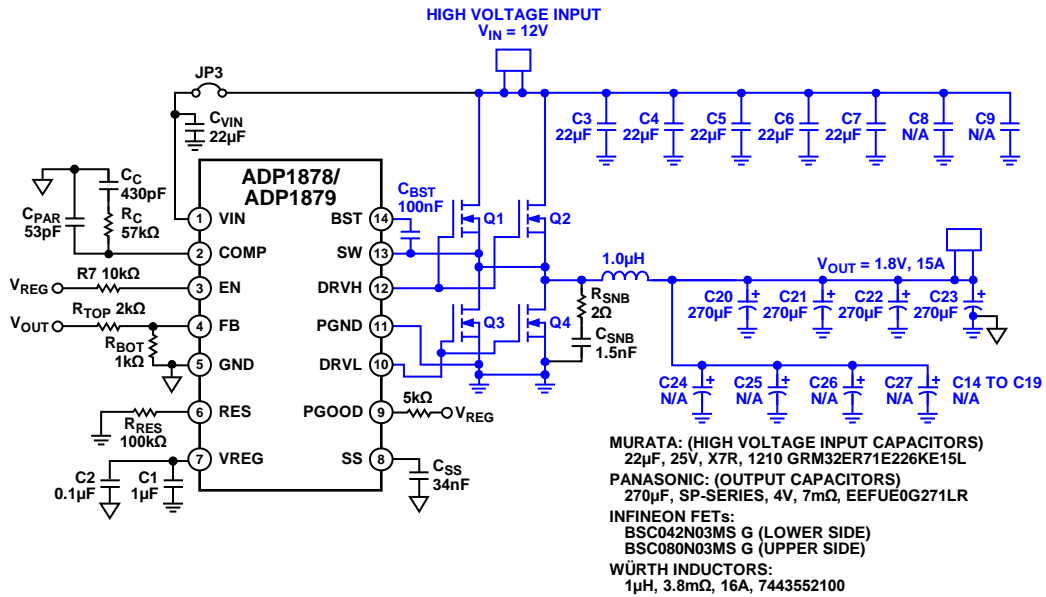 HIGH VOLTAGE INPUT
VIN = 12V
JP3
CVIN
22µF
C3
22µF
C4
22µF
C5
22µF
C6
22µF
C7
22µF
C8
N/A
C9
N/A
ADP1878/
ADP1879
CC
430pF
RC
57kΩ
CPAR
53pF
CBST
100nF
1 VIN
2 COMP
3 EN
4 FB
5 GND
6 RES
7 VREG
BST 14
SW 13
DRVH 12
PGND 11
DRVL 10
PGOOD 9
SS 8
Q1
Q2
Q3
Q4
VREG
R7 10kΩ
VOUT
RTOP 2kΩ
RBOT
1kΩ
RRES
100kΩ
C2
0.1µF
C1
1µF
5kΩ
VREG
CSS
34nF
1.0µH
RSNB
2Ω
CSNB
1.5nF
VOUT = 1.8V, 15A
C20
270µF
+
C21
270µF
+
C22
270µF
+
C23
270µF
+
C24
N/A
+
C25
N/A
+
C26
N/A
+
C27
N/A
+
C14 TO C19
N/A
MURATA: (HIGH VOLTAGE INPUT CAPACITORS)
22µF, 25V, X7R, 1210 GRM32ER71E226KE15L
PANASONIC: (OUTPUT CAPACITORS)
270µF, SP-SERIES, 4V, 7mΩ, EEFUE0G271LR
INFINEON FETs:
BSC042N03MS G (LOWER SIDE)
BSC080N03MS G (UPPER SIDE)
WÜRTH INDUCTORS:
1µH, 3.8mΩ, 16A, 7443552100